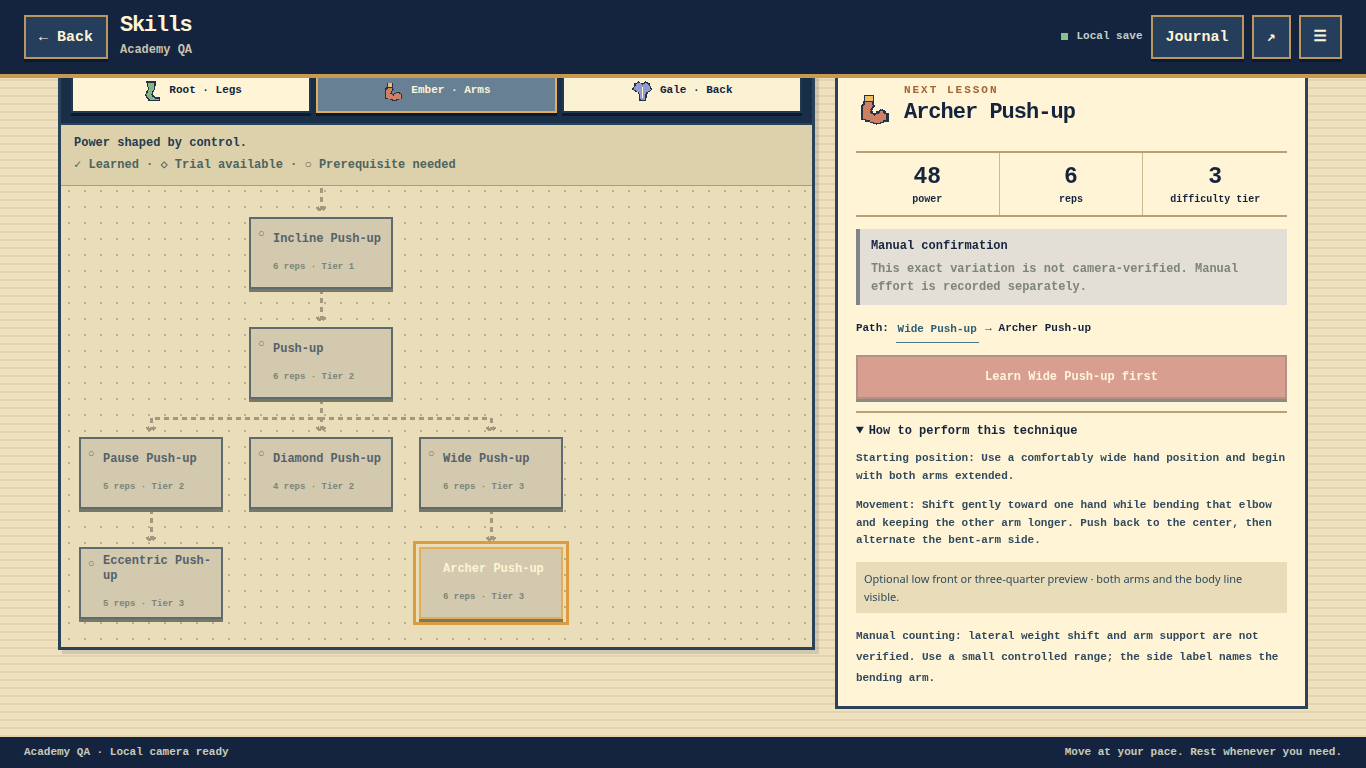 ← Back
Skills
Academy QA
Local save
Journal
↗
☰
Root · Legs
Ember · Arms
Gale · Back
Power shaped by control.
✓ Learned · ◇ Trial available · ○ Prerequisite needed
○ Incline Push-up
6 reps · Tier 1
○ Push-up
6 reps · Tier 2
○ Pause Push-up
5 reps · Tier 2
○ Diamond Push-up
4 reps · Tier 2
○ Wide Push-up
6 reps · Tier 3
○ Eccentric Push-
up
5 reps · Tier 3
Archer Push-up
6 reps · Tier 3
NEXT LESSON
Archer Push-up
48
power
6
reps
3
difficulty tier
Manual confirmation
This exact variation is not camera-verified. Manual
effort is recorded separately.
Path: Wide Push-up → Archer Push-up
Learn Wide Push-up first
▼ How to perform this technique
Starting position: Use a comfortably wide hand position and begin
with both arms extended.
Movement: Shift gently toward one hand while bending that elbow
and keeping the other arm longer. Push back to the center, then
alternate the bent-arm side.
Optional low front or three-quarter preview · both arms and the body line
visible.
Manual counting: lateral weight shift and arm support are not
verified. Use a small controlled range; the side label names the
bending arm.
Academy QA · Local camera ready
Move at your pace. Rest whenever you need.